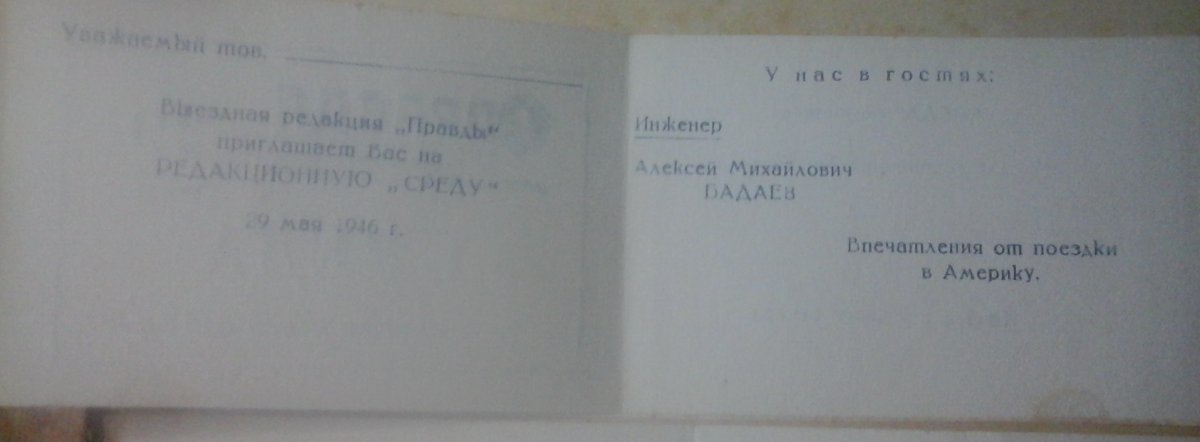 Уважаемый тов.
Выездная редакция „Правды“
приглашает Вас на
РЕДАКЦИОННУЮ „СРЕДУ“
29 мая 1946 г.
У нас в гостях:
Инженер
Алексей Михайлович
БАДАЕВ
Впечатления от поездки
в Америку.